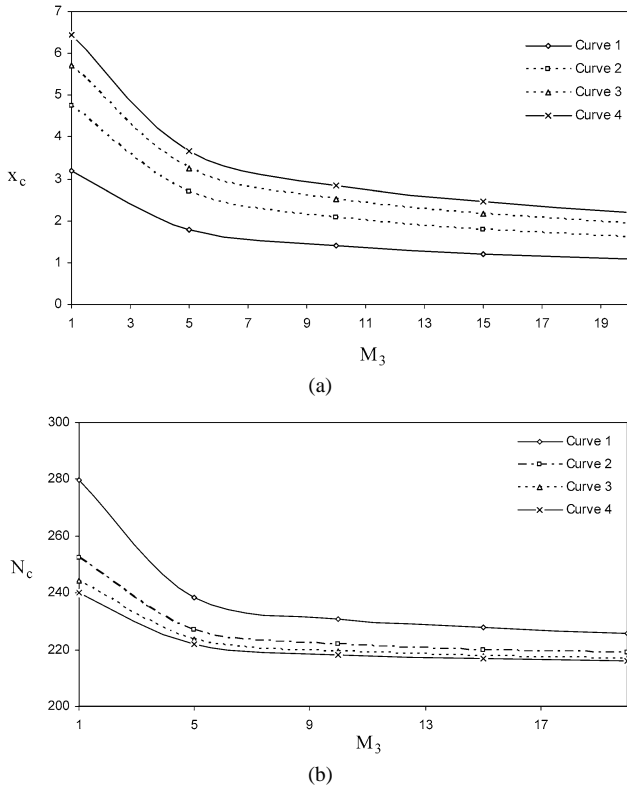 7
6
5
4
3
2
1
0
x_c
1 3 5 7 9 11 13 15 17 19
M_3
Curve 1
Curve 2
Curve 3
Curve 4
(a)
300
280
260
240
220
200
N_c
1 5 9 13 17
M_3
Curve 1
Curve 2
Curve 3
Curve 4
(b)